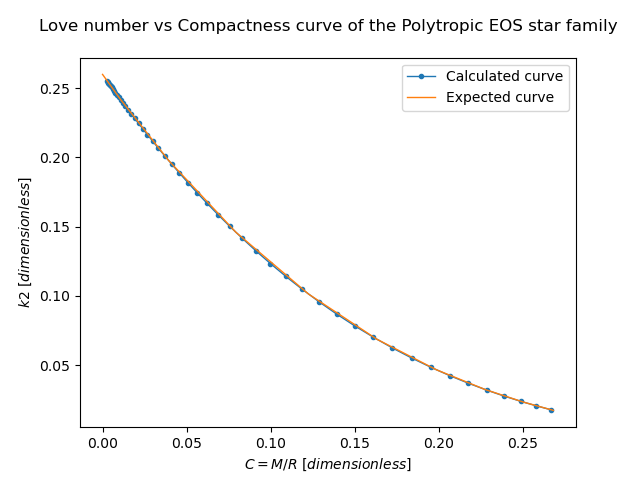 Love number vs Compactness curve of the Polytropic EOS star family
Calculated curve
Expected curve
0.25
0.20
0.15
0.10
0.05
k2 [dimensionless]
0.00 0.05 0.10 0.15 0.20 0.25
C = M/R [dimensionless]